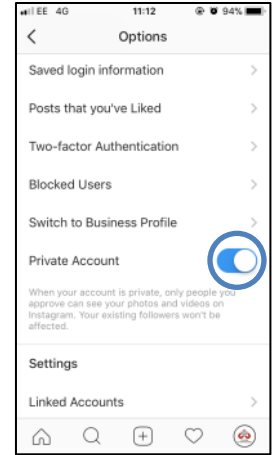 EE 4G 11:12 94%
Options
Saved login information
Posts that you've Liked
Two-factor Authentication
Blocked Users
Switch to Business Profile
Private Account
When your account is private, only people you
approve can see your photos and videos on
Instagram. Your existing followers won't be
affected.
Settings
Linked Accounts